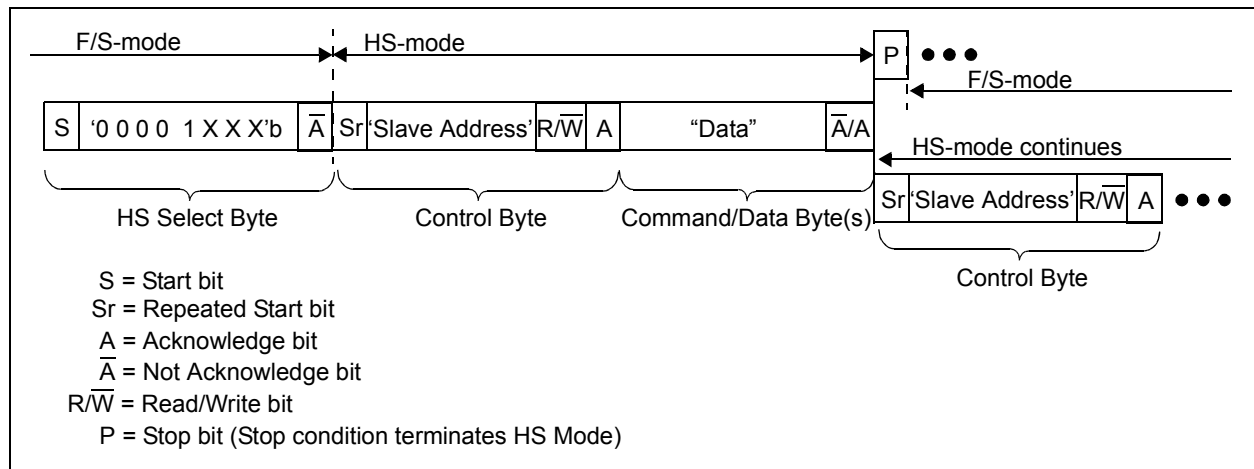 F/S-mode HS-mode P
F/S-mode
S '0 0 0 0 1 X X X'b A̅ Sr 'Slave Address' R/W̅ A "Data" A̅/A
HS-mode continues
Sr 'Slave Address' R/W̅ A
HS Select Byte Control Byte Command/Data Byte(s)
Control Byte
S = Start bit
Sr = Repeated Start bit
A = Acknowledge bit
A̅ = Not Acknowledge bit
R/W̅ = Read/Write bit
P = Stop bit (Stop condition terminates HS Mode)